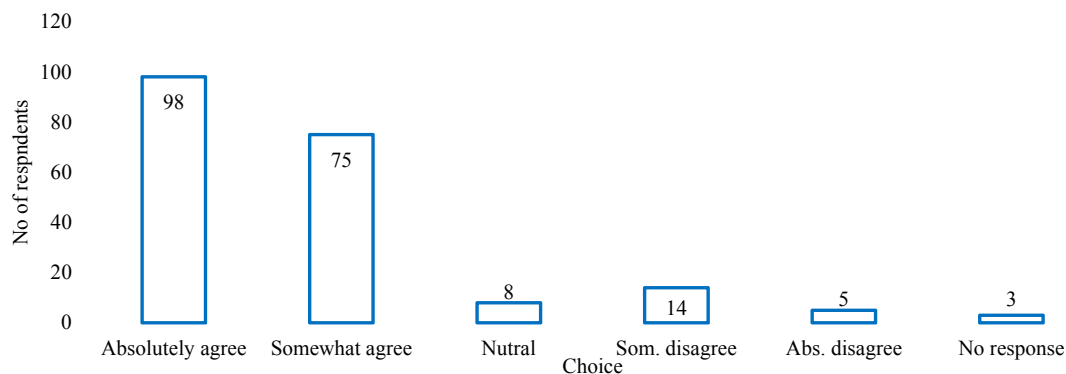 120
100
80
60
40
20
0
No of respndents
98
75
8
14
5
3
Absolutely agree
Somewhat agree
Nutral
Som. disagree
Abs. disagree
No response
Choice